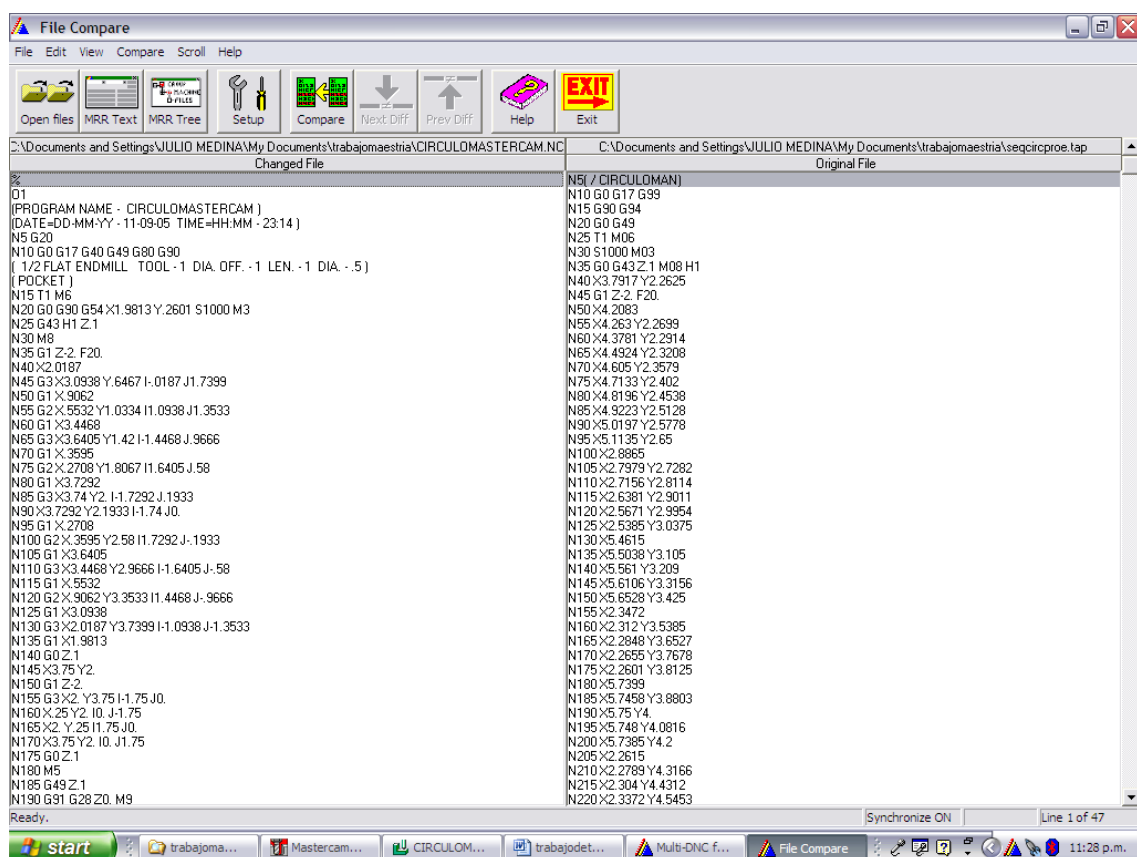 File Compare
File Edit View Compare Scroll Help
Open files MRR Text MRR Tree Setup Compare Next Diff Prev Diff Help Exit
C:\Documents and Settings\JULIO MEDINA\My Documents\trabajomaestria\CIRCULOMASTERCAM.NC
Changed File
%
O1
(PROGRAM NAME - CIRCULOMASTERCAM )
(DATE=DD-MM-YY - 11-09-05 TIME=HH:MM - 23:14 )
N5 G20
N10 G0 G17 G40 G49 G80 G90
( 1/2 FLAT ENDMILL TOOL - 1 DIA. OFF. - 1 LEN. - 1 DIA. - .5 )
( POCKET )
N15 T1 M6
N20 G0 G90 G54 X1.9813 Y.2601 S1000 M3
N25 G43 H1 Z.1
N30 M8
N35 G1 Z-2. F20.
N40 X2.0187
N45 G3 X3.0938 Y.6467 I-.0187 J1.7399
N50 G1 X.9062
N55 G2 X.5532 Y1.0334 I1.0938 J1.3533
N60 G1 X3.4468
N65 G3 X3.6405 Y1.42 I-1.4468 J.9666
N70 G1 X.3595
N75 G2 X.2708 Y1.8067 I1.6405 J.58
N80 G1 X3.7292
N85 G3 X3.74 Y2. I-1.7292 J.1933
N90 X3.7292 Y2.1933 I-1.74 J0.
N95 G1 X.2708
N100 G2 X.3595 Y2.58 I1.7292 J-.1933
N105 G1 X3.6405
N110 G3 X3.4468 Y2.9666 I-1.6405 J-.58
N115 G1 X.5532
N120 G2 X.9062 Y3.3533 I1.4468 J-.9666
N125 G1 X3.0938
N130 G3 X2.0187 Y3.7399 I-1.0938 J-1.3533
N135 G1 X1.9813
N140 G0 Z.1
N145 X3.75 Y2.
N150 G1 Z-2.
N155 G3 X2. Y3.75 I-1.75 J0.
N160 X.25 Y2. I0. J-1.75
N165 X2. Y.25 I1.75 J0.
N170 X3.75 Y2. I0. J1.75
N175 G0 Z.1
N180 M5
N185 G49 Z.1
N190 G91 G28 Z0. M9
C:\Documents and Settings\JULIO MEDINA\My Documents\trabajomaestria\seqcircproe.tap
Original File
N5( / CIRCULOMAN)
N10 G0 G17 G99
N15 G90 G94
N20 G0 G49
N25 T1 M06
N30 S1000 M03
N35 G0 G43 Z.1 M08 H1
N40 X3.7917 Y2.2625
N45 G1 Z-2. F20.
N50 X4.2083
N55 X4.263 Y2.2699
N60 X4.3781 Y2.2914
N65 X4.4924 Y2.3208
N70 X4.605 Y2.3579
N75 X4.7133 Y2.402
N80 X4.8196 Y2.4538
N85 X4.9223 Y2.5128
N90 X5.0197 Y2.5778
N95 X5.1135 Y2.65
N100 X2.8865
N105 X2.7979 Y2.7282
N110 X2.7156 Y2.8114
N115 X2.6381 Y2.9011
N120 X2.5671 Y2.9954
N125 X2.5385 Y3.0375
N130 X5.4615
N135 X5.5038 Y3.105
N140 X5.561 Y3.209
N145 X5.6106 Y3.3156
N150 X5.6528 Y3.425
N155 X2.3472
N160 X2.312 Y3.5385
N165 X2.2848 Y3.6527
N170 X2.2655 Y3.7678
N175 X2.2601 Y3.8125
N180 X5.7399
N185 X5.7458 Y3.8803
N190 X5.75 Y4.
N195 X5.748 Y4.0816
N200 X5.7385 Y4.2
N205 X2.2615
N210 X2.2789 Y4.3166
N215 X2.304 Y4.4312
N220 X2.3372 Y4.5453
Ready. Synchronize ON Line 1 of 47
start trabajoma... Mastercam... CIRCULOM... trabajodet... Multi-DNC f... File Compare 11:28 p.m.